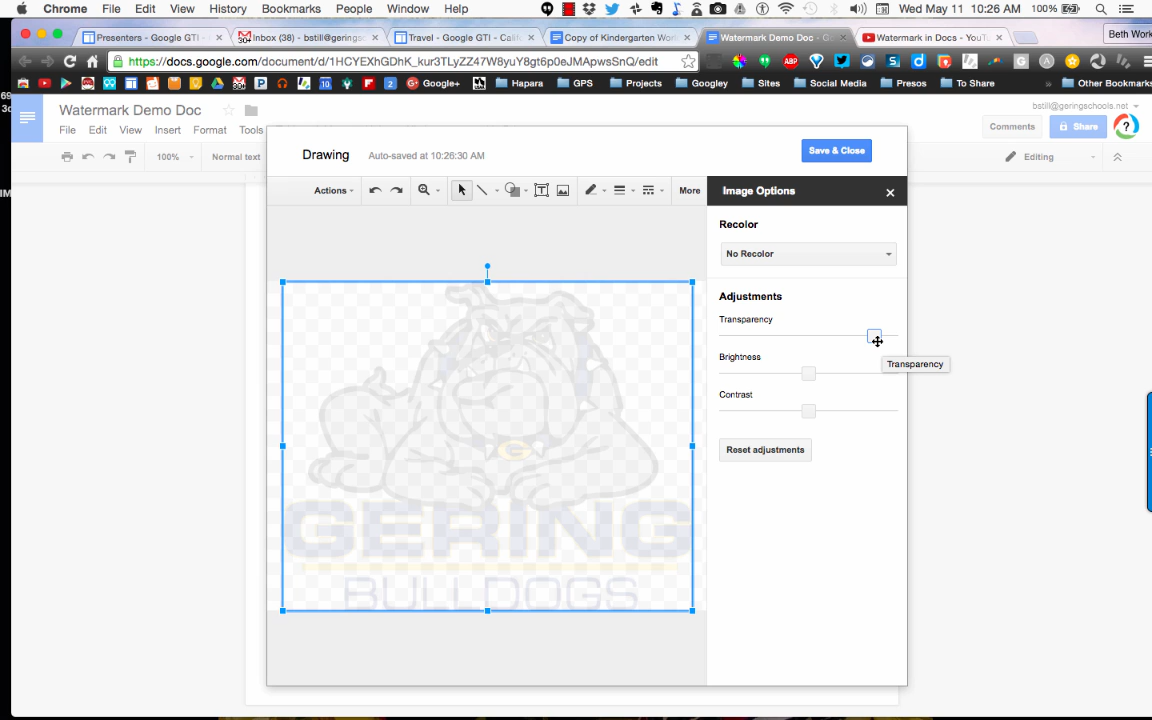 Chrome File Edit View History Bookmarks People Window Help Wed May 11 10:26 AM 100%
Presenters - Google GTI - Inbox (38) - bstill@gerings Travel - Google GTI - Calif Copy of Kindergarten Wor Watermark Demo Doc - G Watermark in Docs - YouTu Beth Work
https://docs.google.com/document/d/1HCYEXhGDhK_kur3TLyZZ47W8yuY8gt6p0eJMApwsSnQ/edit
Google+ Hapara GPS Projects Googley Sites Social Media Presos To Share » Other Bookmarks
Watermark Demo Doc
bstill@geringschools.net
File Edit View Insert Format Tools
Comments Share
100% Normal text
Editing
Drawing Auto-saved at 10:26:30 AM Save & Close
Actions More
Image Options
Recolor
No Recolor
Adjustments
Transparency
Brightness
Transparency
Contrast
Reset adjustments
G
GERING
BULLDOGS